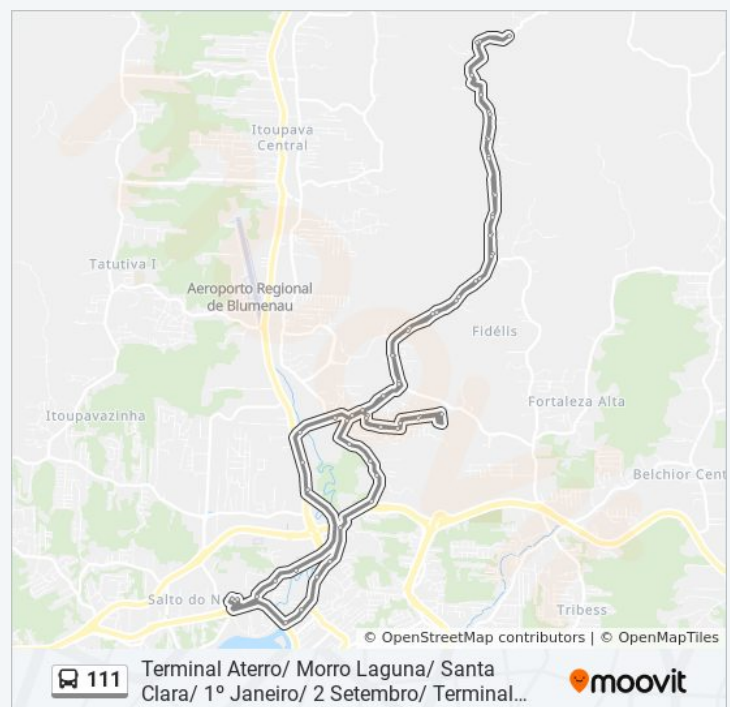 Itoupava
Central
Tatutiva I
Aeroporto Regional
de Blumenau
Fidélis
Itoupavazinha
Fortaleza Alta
Belchior Cent
Salto do N
Tribess
© OpenStreetMap contributors | © OpenMapTiles
111
Terminal Aterro/ Morro Laguna/ Santa
Clara/ 1º Janeiro/ 2 Setembro/ Terminal...
moovit